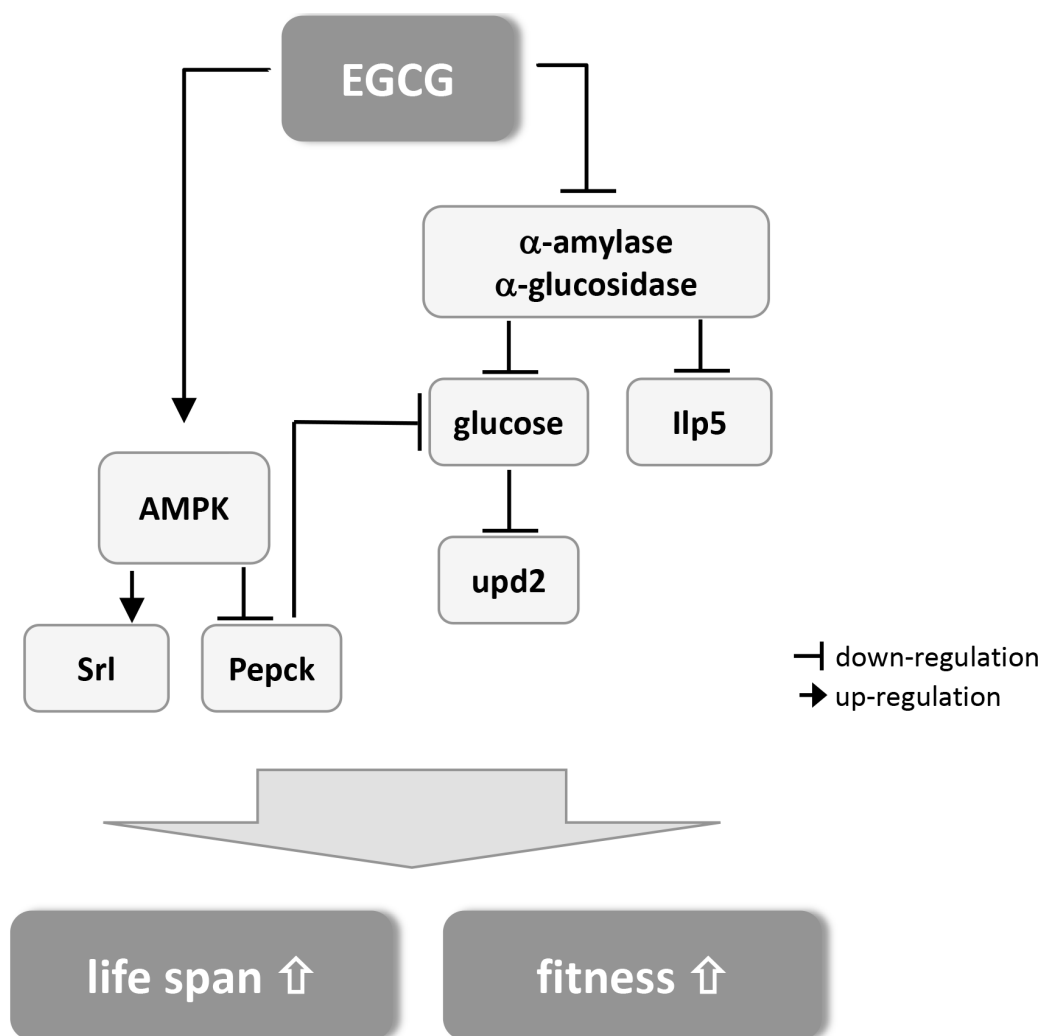 EGCG
α-amylase
α-glucosidase
glucose
Ilp5
AMPK
upd2
Srl
Pepck
down-regulation
up-regulation
life span ⇧
fitness ⇧